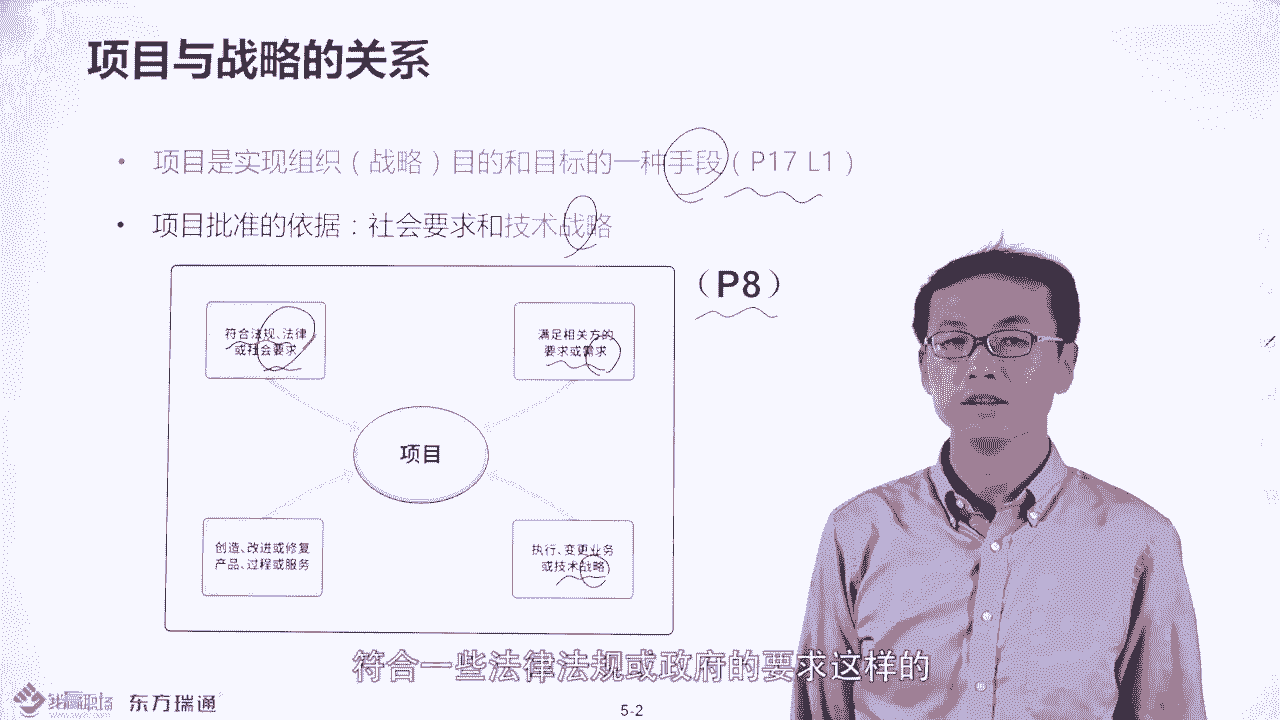 项目与战略的关系
• 项目是实现组织（战略）目的和目标的一种手段（P17 L1）
• 项目批准的依据：社会要求和技术战略
（P8）
符合法规、法律
或社会要求
满足相关方的
要求或需求
项目
创造、改进或修复
产品、过程或服务
执行、变更业务
或技术战略
符合一些法律法规或政府的要求这样的
东方瑞通
5-2